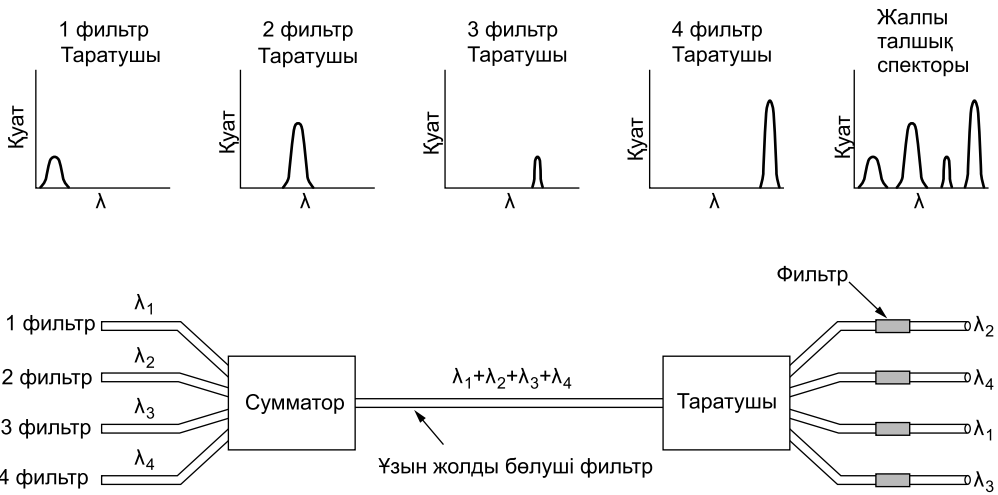 1 фильтр
Таратушы
2 фильтр
Таратушы
3 фильтр
Таратушы
4 фильтр
Таратушы
Жалпы
талшық
спекторы
Қуат
λ
Қуат
λ
Қуат
λ
Қуат
λ
Қуат
λ
Фильтр
1 фильтр
λ1
λ2
2 фильтр
λ2
λ4
3 фильтр
λ3
λ1
4 фильтр
λ4
λ3
Сумматор
λ1+λ2+λ3+λ4
Таратушы
Ұзын жолды бөлуші фильтр